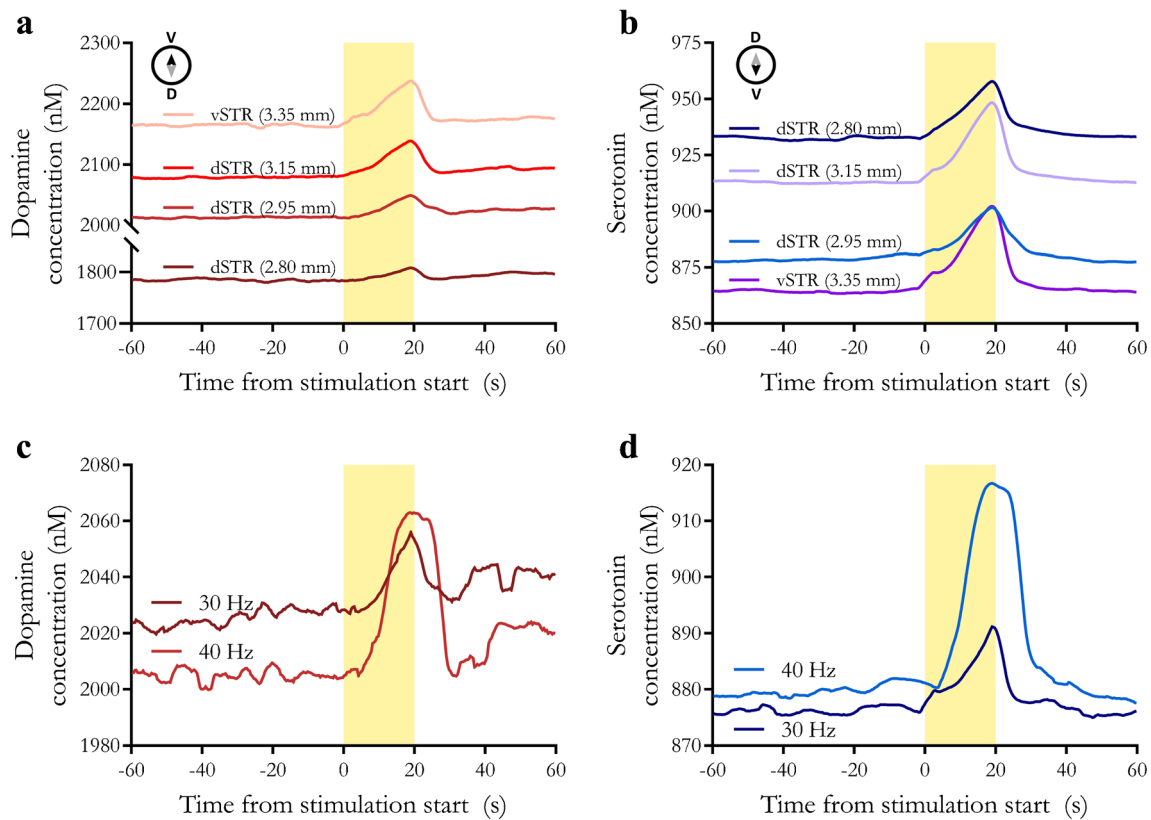 a
V
D
2300
2200
2100
2000
1800
1700
Dopamine
concentration (nM)
vSTR (3.35 mm)
dSTR (3.15 mm)
dSTR (2.95 mm)
dSTR (2.80 mm)
-60 -40 -20 0 20 40 60
Time from stimulation start (s)
b
D
V
975
950
925
900
875
850
Serotonin
concentration (nM)
dSTR (2.80 mm)
dSTR (3.15 mm)
dSTR (2.95 mm)
vSTR (3.35 mm)
-60 -40 -20 0 20 40 60
Time from stimulation start (s)
c
2080
2060
2040
2020
2000
1980
Dopamine
concentration (nM)
30 Hz
40 Hz
-60 -40 -20 0 20 40 60
Time from stimulation start (s)
d
920
910
900
890
880
870
Serotonin
concentration (nM)
40 Hz
30 Hz
-60 -40 -20 0 20 40 60
Time from stimulation start (s)